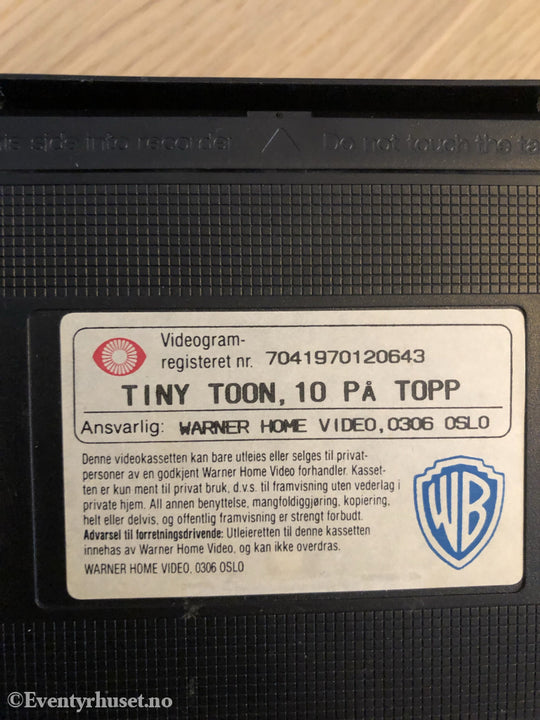 side into recorder
Do not touch the
Videogram-
registeret nr. 7041970120643
TINY TOON, 10 PÅ TOPP
Ansvarlig: WARNER HOME VIDEO, 0306 OSLO
Denne videokassetten kan bare utleies eller selges til privat-
personer av en godkjent Warner Home Video forhandler. Kasset-
ten er kun ment til privat bruk, d.v.s. til framvisning uten vederlag i
private hjem. All annen benyttelse, mangfoldiggjøring, kopiering,
helt eller delvis, og offentlig framvisning er strengt forbudt.
Advarsel til forretningsdrivende: Utleieretten til denne kassetten
innehas av Warner Home Video, og kan ikke overdras.
WARNER HOME VIDEO, 0306 OSLO
WB
©Eventyrhuset.no